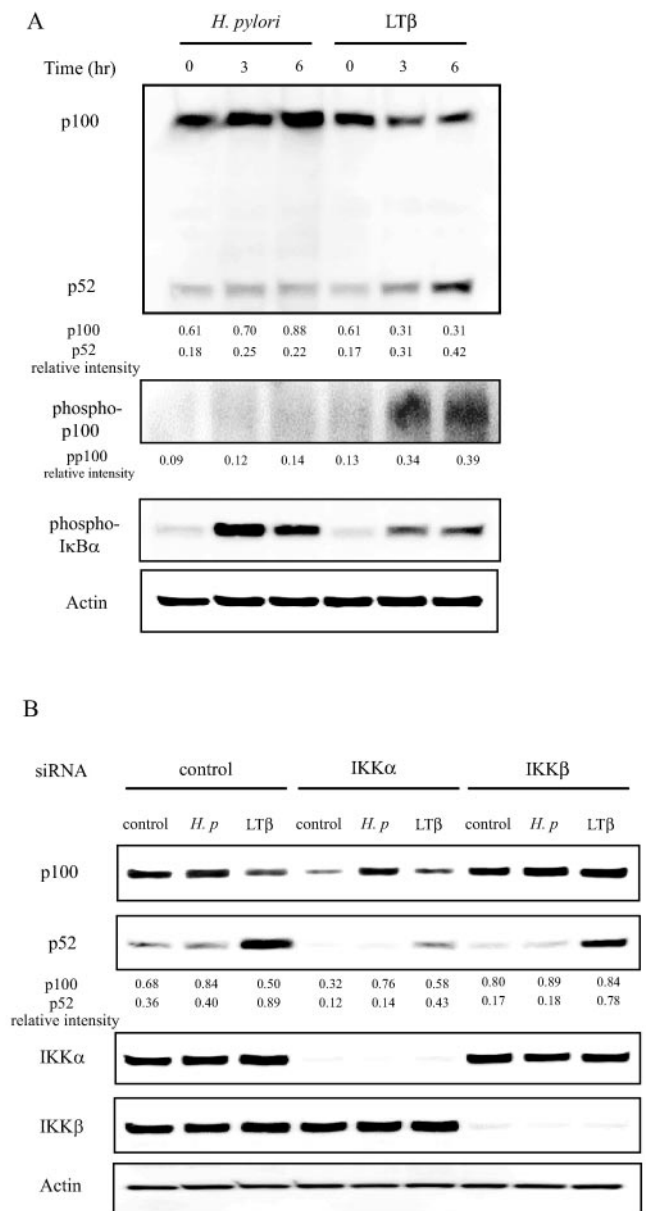 A
H. pylori LTβ
Time (hr) 0 3 6 0 3 6
p100
p52
p100 0.61 0.70 0.88 0.61 0.31 0.31
p52 0.18 0.25 0.22 0.17 0.31 0.42
relative intensity
phospho-
p100
pp100 0.09 0.12 0.14 0.13 0.34 0.39
relative intensity
phospho-
IκBα
Actin
B
siRNA control IKKα IKKβ
control H. p LTβ control H. p LTβ control H. p LTβ
p100
p52
p100 0.68 0.84 0.50 0.32 0.76 0.58 0.80 0.89 0.84
p52 0.36 0.40 0.89 0.12 0.14 0.43 0.17 0.18 0.78
relative intensity
IKKα
IKKβ
Actin